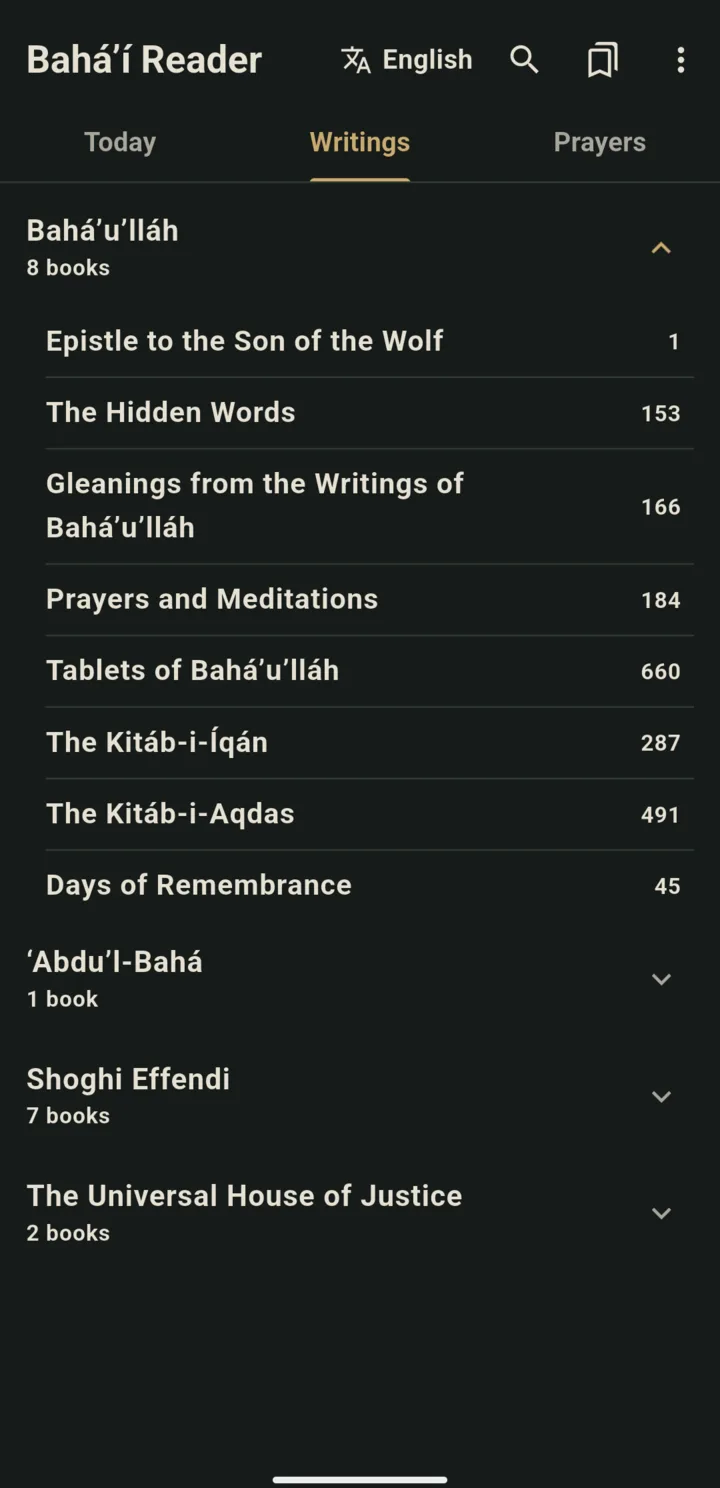 Bahá’í Reader English
Today Writings Prayers
Bahá’u’lláh
8 books
Epistle to the Son of the Wolf 1
The Hidden Words 153
Gleanings from the Writings of
Bahá’u’lláh 166
Prayers and Meditations 184
Tablets of Bahá’u’lláh 660
The Kitáb-i-Íqán 287
The Kitáb-i-Aqdas 491
Days of Remembrance 45
‘Abdu’l-Bahá
1 book
Shoghi Effendi
7 books
The Universal House of Justice
2 books